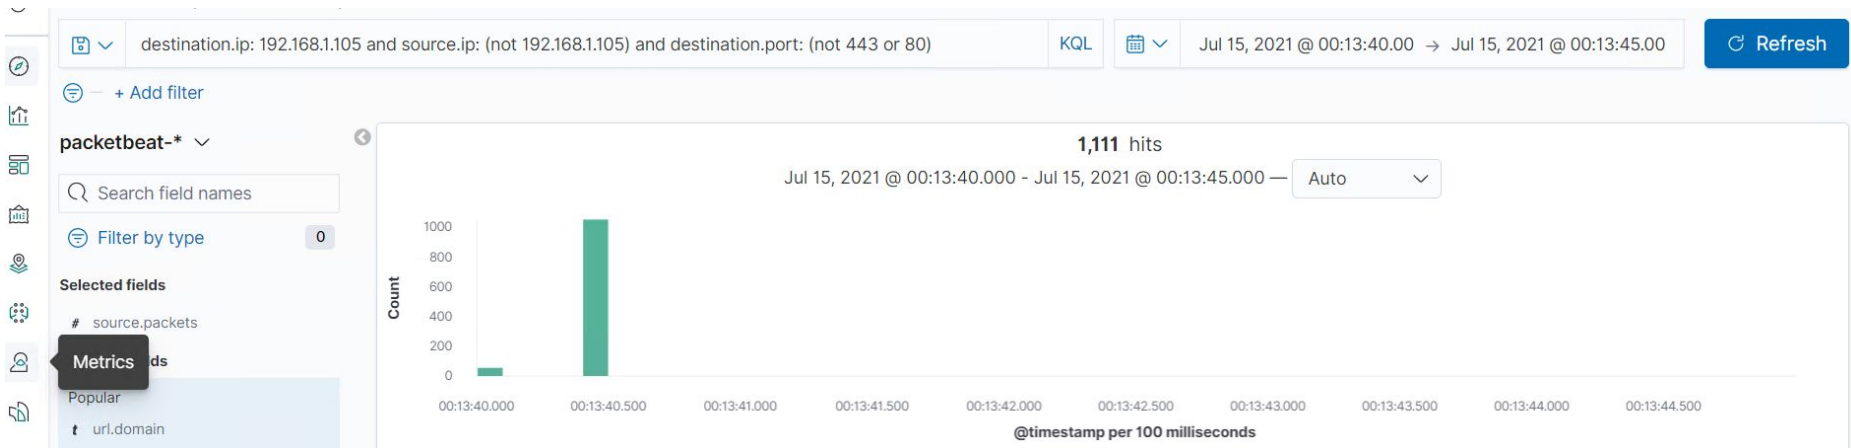 destination.ip: 192.168.1.105 and source.ip: (not 192.168.1.105) and destination.port: (not 443 or 80)
KQL
Jul 15, 2021 @ 00:13:40.00 → Jul 15, 2021 @ 00:13:45.00
Refresh
+ Add filter
packetbeat-*
Search field names
Filter by type
0
Selected fields
# source.packets
Metrics
lds
Popular
t url.domain
1,111 hits
Jul 15, 2021 @ 00:13:40.000 - Jul 15, 2021 @ 00:13:45.000 —
Auto
Count
1000
800
600
400
200
0
00:13:40.000 00:13:40.500 00:13:41.000 00:13:41.500 00:13:42.000 00:13:42.500 00:13:43.000 00:13:43.500 00:13:44.000 00:13:44.500
@timestamp per 100 milliseconds